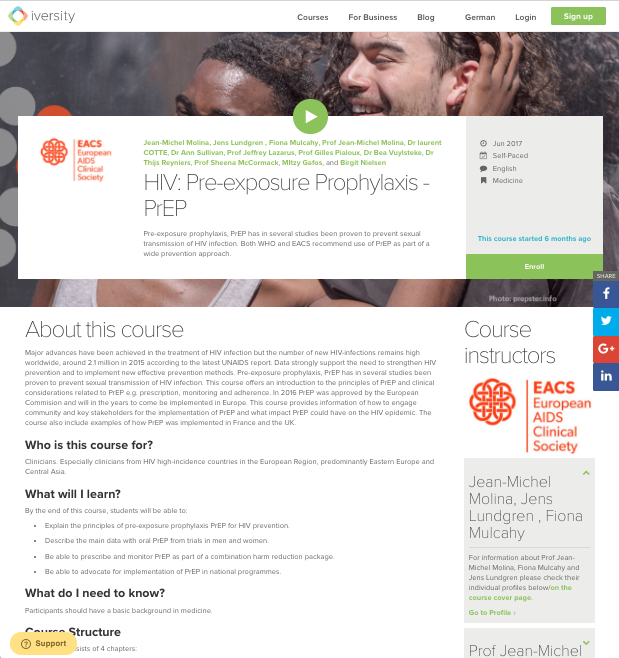 iversity
Courses
For Business
Blog
German
Login
Sign up
EACS
European
AIDS
Clinical
Society
Jean-Michel Molina, Jens Lundgren , Fiona Mulcahy, Prof Jean-Michel Molina, Dr laurent
COTTE, Dr Ann Sullivan, Prof Jeffrey Lazarus, Prof Gilles Pialoux, Dr Bea Vuylsteke, Dr
Thijs Reyniers, Prof Sheena McCormack, Mitzy Gafos, and Birgit Nielsen
HIV: Pre-exposure Prophylaxis -
PrEP
Pre-exposure prophylaxis, PrEP has in several studies been proven to prevent sexual
transmission of HIV infection. Both WHO and EACS recommend use of PrEP as part of a
wide prevention approach.
Jun 2017
Self-Paced
English
Medicine
This course started 6 months ago
Enroll
Photo: prepster.info
SHARE
About this course
Major advances have been achieved in the treatment of HIV infection but the number of new HIV-infections remains high
worldwide, around 2.1 million in 2015 according to the latest UNAIDS report. Data strongly support the need to strengthen HIV
prevention and to implement new effective prevention methods. Pre-exposure prophylaxis, PrEP has in several studies been
proven to prevent sexual transmission of HIV infection. This course offers an introduction to the principles of PrEP and clinical
considerations related to PrEP e.g. prescription, monitoring and adherence. In 2016 PrEP was approved by the European
Commision and will in the years to come be implemented in Europe. This course provides information of how to engage
community and key stakeholders for the implementation of PrEP and what impact PrEP could have on the HIV epidemic. The
course also include examples of how PrEP was implemented in France and the UK.
Who is this course for?
Clinicians. Especially clinicians from HIV high-incidence countries in the European Region, predominantly Eastern Europe and
Central Asia.
What will I learn?
By the end of this course, students will be able to:
• Explain the principles of pre-exposure prophylaxis PrEP for HIV prevention.
• Describe the main data with oral PrEP from trials in men and women.
• Be able to prescribe and monitor PrEP as part of a combination harm reduction package.
• Be able to advocate for implementation of PrEP in national programmes.
What do I need to know?
Participants should have a basic background in medicine.
Course Structure
sists of 4 chapters:
Support
Course
instructors
EACS
European
AIDS
Clinical
Society
Jean-Michel
Molina, Jens
Lundgren , Fiona
Mulcahy
For information about Prof Jean-
Michel Molina, Fiona Mulcahy and
Jens Lundgren please check their
individual profiles below/on the
course cover page.
Go to Profile ›
Prof Jean-Michel